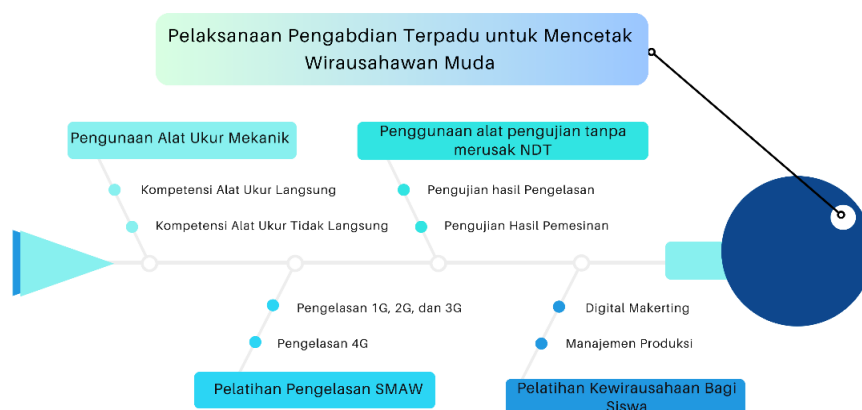 Pelaksanaan Pengabdian Terpadu untuk Mencetak
Wirausahawan Muda
Pengunaan Alat Ukur Mekanik
Penggunaan alat pengujian tanpa
merusak NDT
Kompetensi Alat Ukur Langsung
Pengujian hasil Pengelasan
Kompetensi Alat Ukur Tidak Langsung
Pengujian Hasil Pemesinan
Pengelasan 1G, 2G, dan 3G
Digital Makerting
Pengelasan 4G
Manajemen Produksi
Pelatihan Pengelasan SMAW
Pelatihan Kewirausahaan Bagi
Siswa